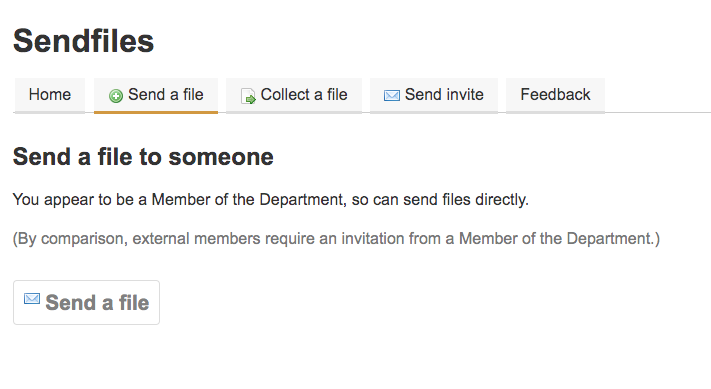 Sendfiles
Home Send a file Collect a file Send invite Feedback
Send a file to someone
You appear to be a Member of the Department, so can send files directly.
(By comparison, external members require an invitation from a Member of the Department.)
Send a file